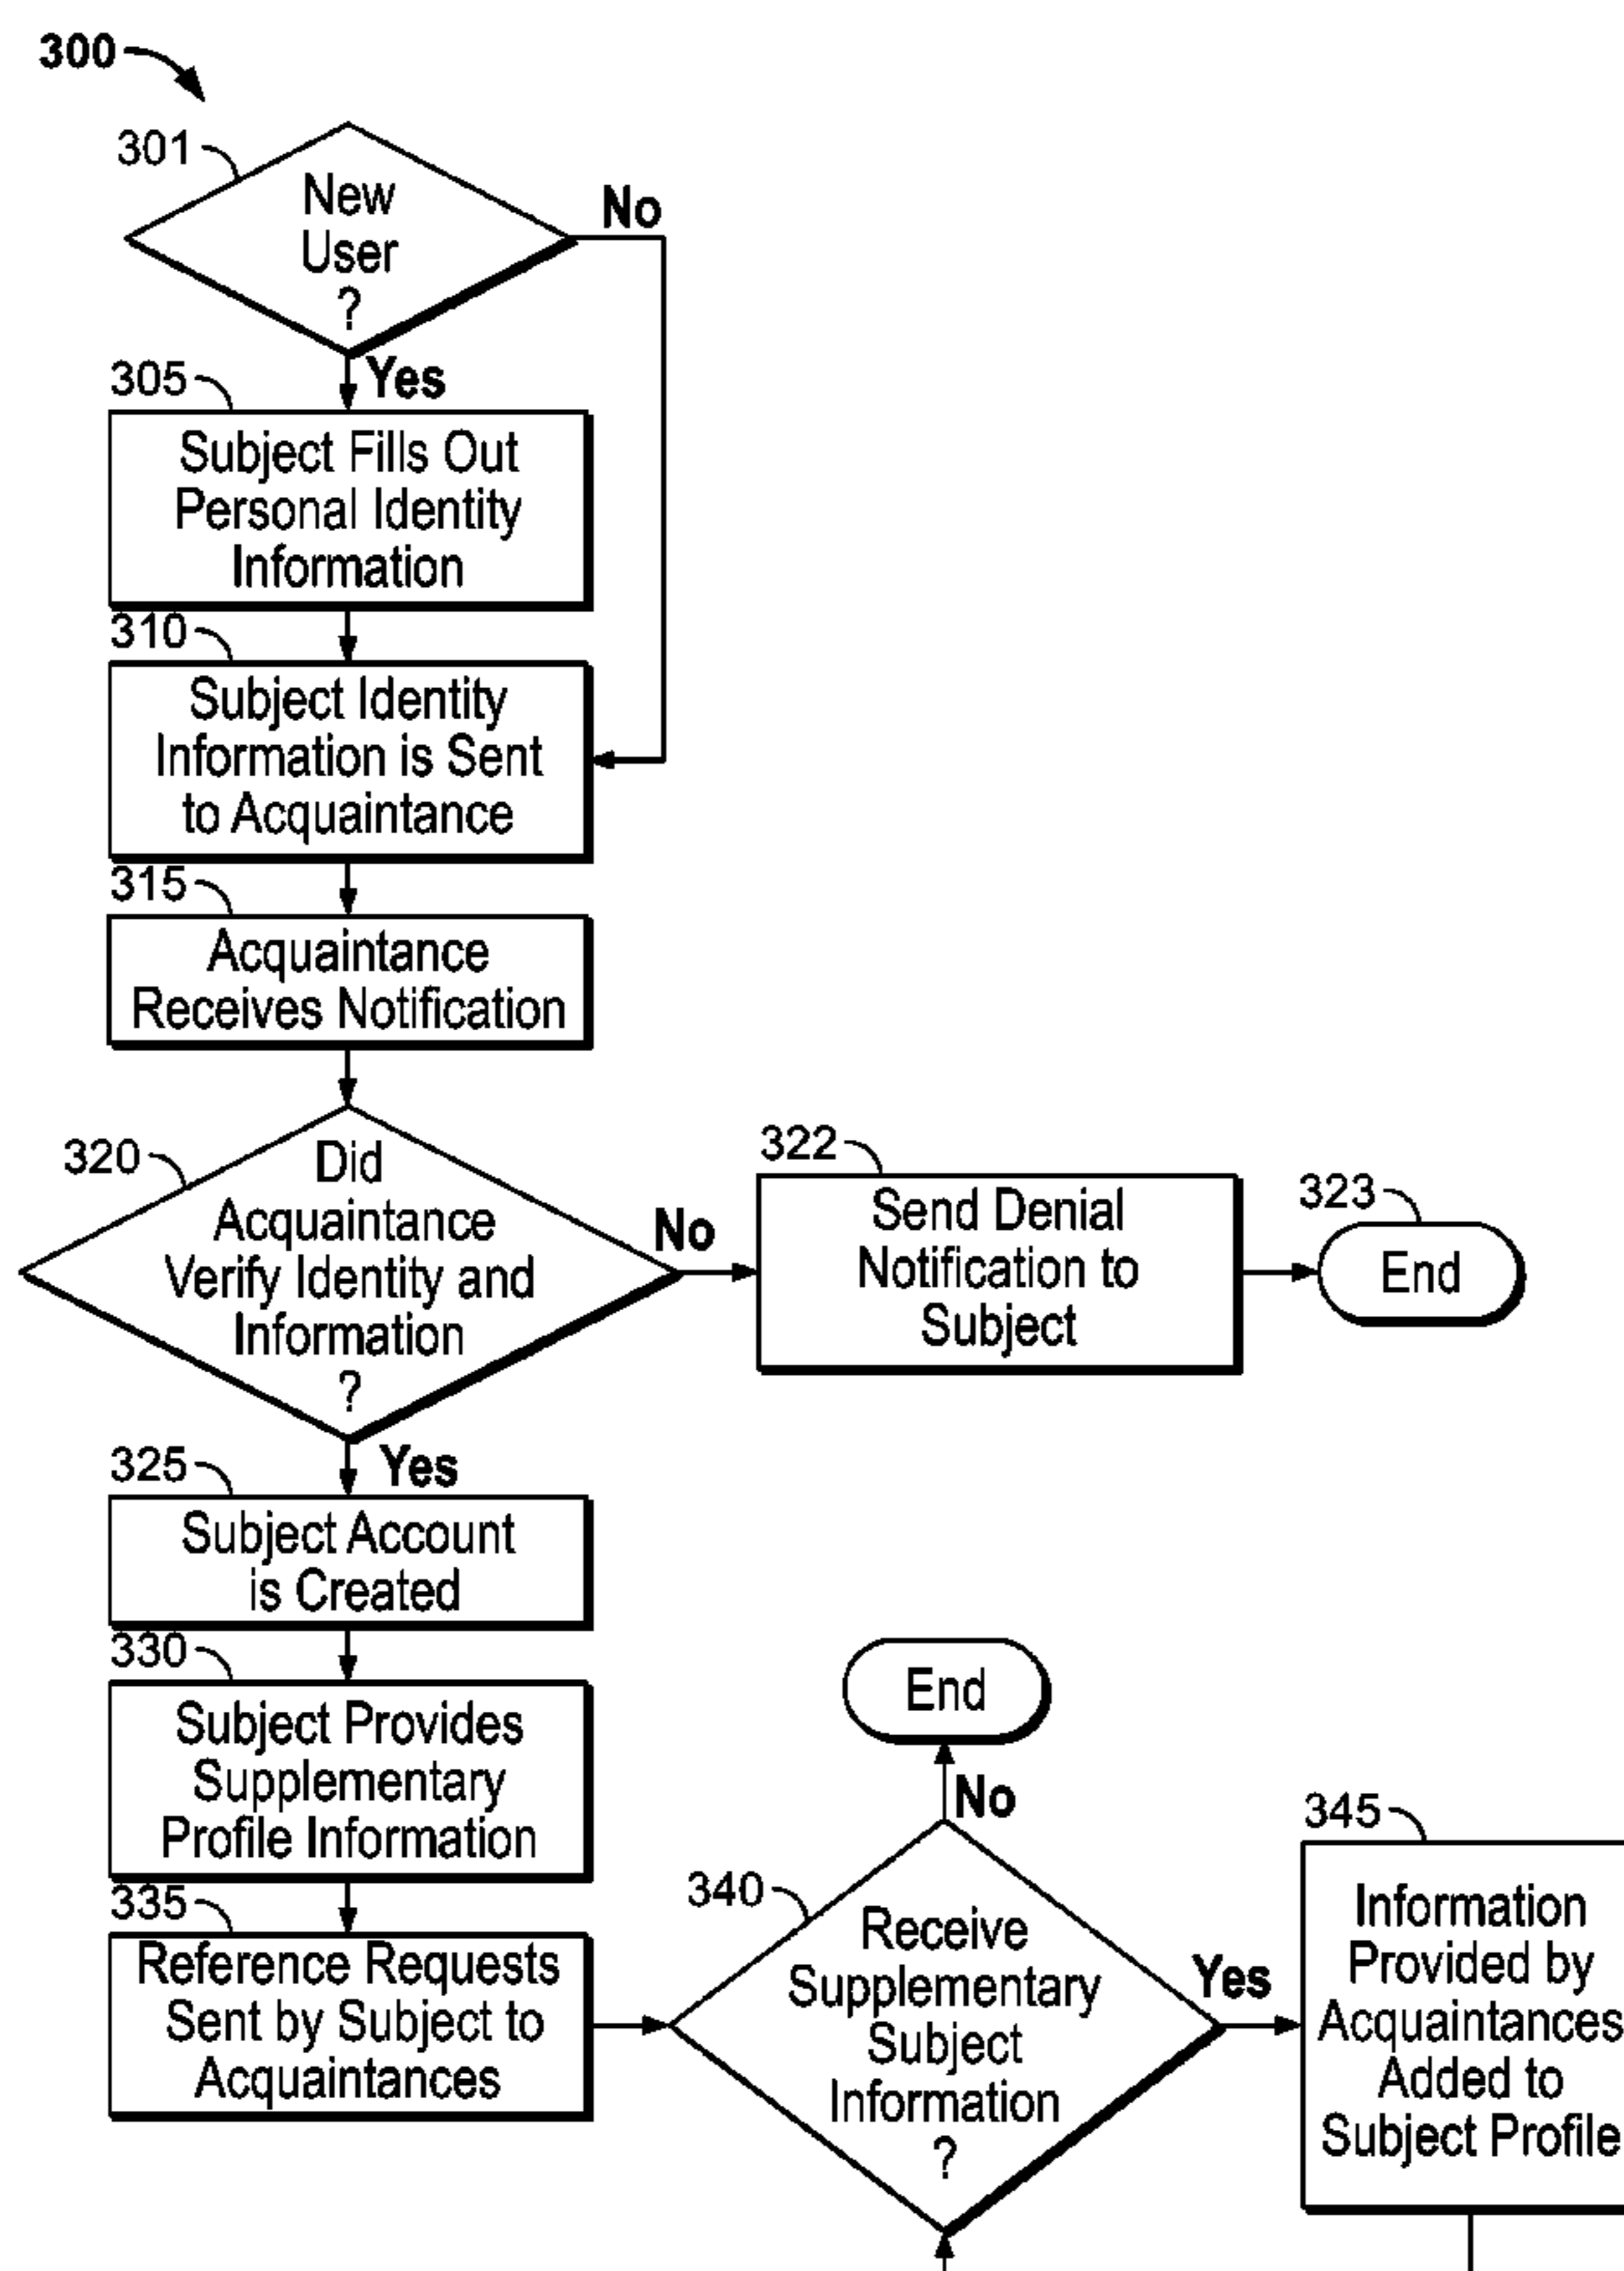 300
301
New
User
?
No
Yes
305
Subject Fills Out
Personal Identity
Information
310
Subject Identity
Information is Sent
to Acquaintance
315
Acquaintance
Receives Notification
320
Did
Acquaintance
Verify Identity and
Information
?
No
322
Send Denial
Notification to
Subject
323
End
Yes
325
Subject Account
is Created
330
Subject Provides
Supplementary
Profile Information
335
Reference Requests
Sent by Subject to
Acquaintances
End
No
340
Receive
Supplementary
Subject
Information
?
Yes
345
Information
Provided by
Acquaintances
Added to
Subject Profile